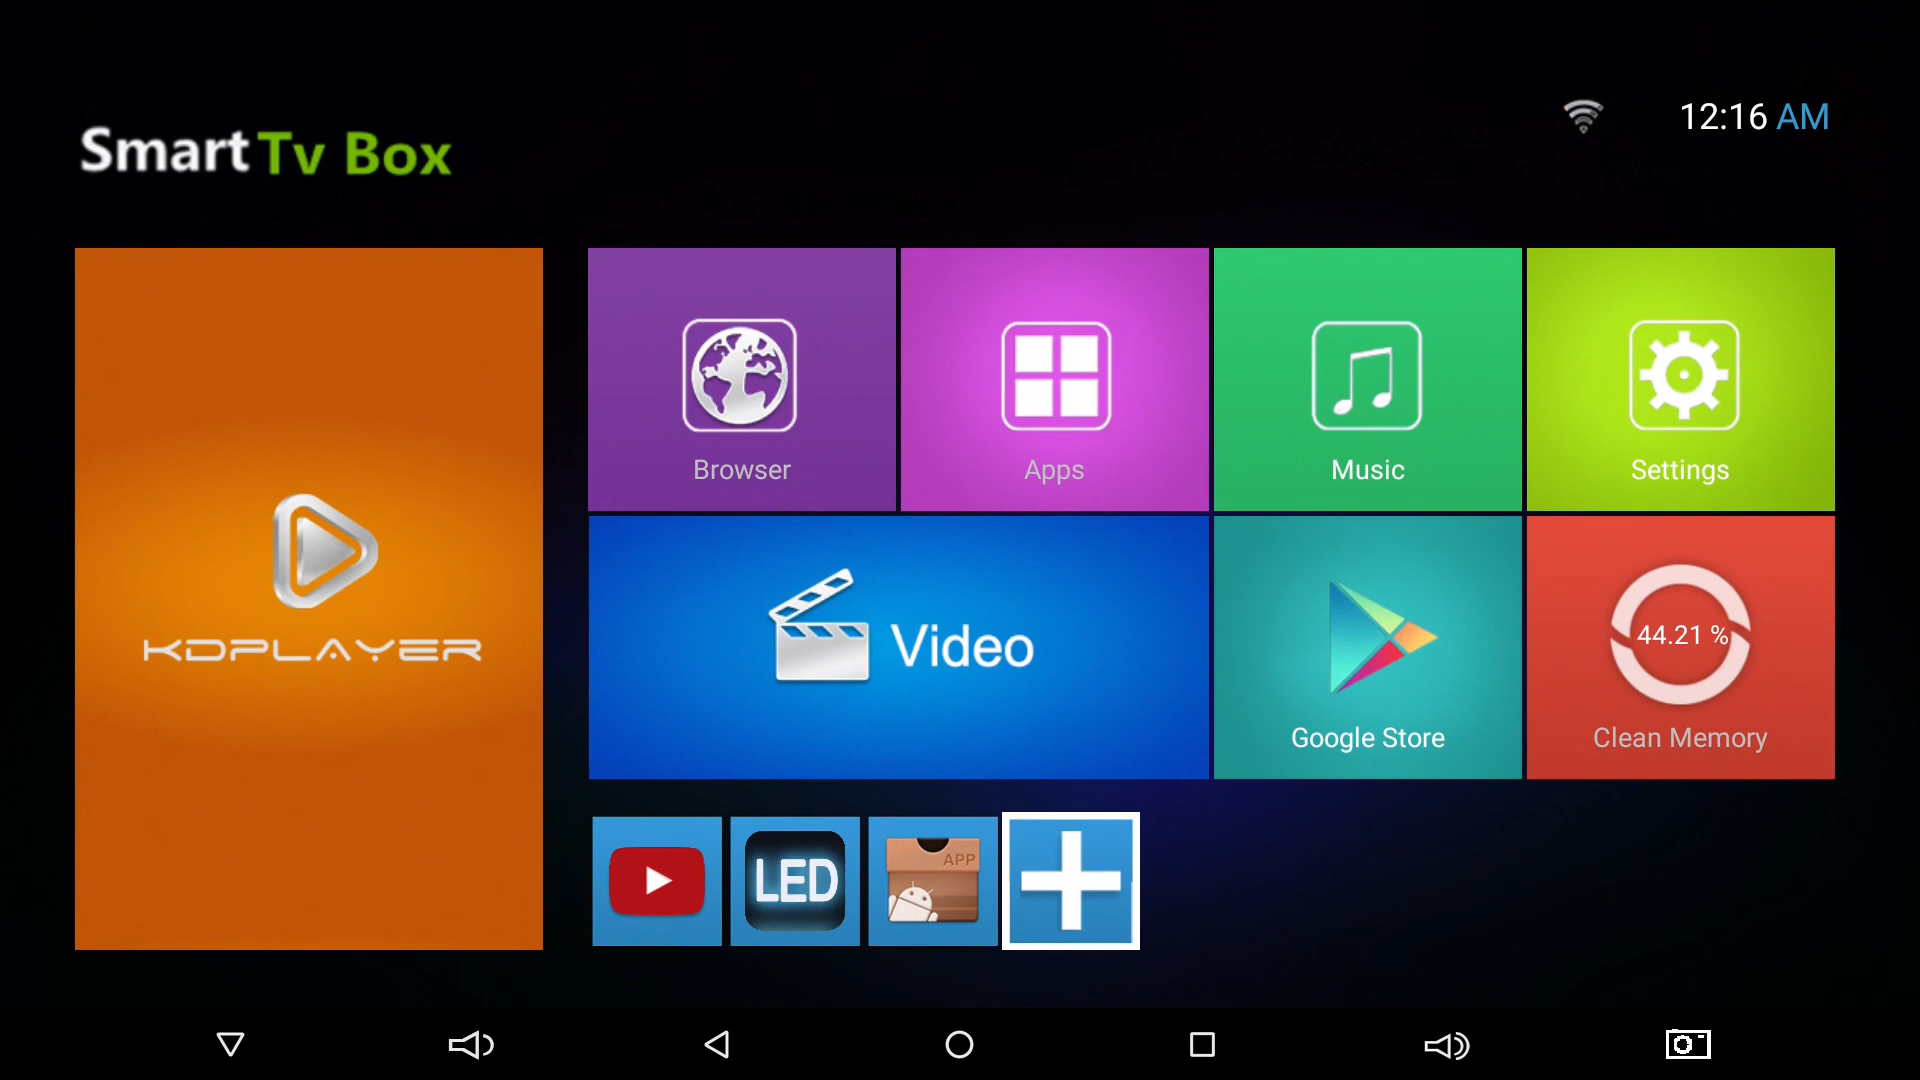 12:16 AM
Smart Tv Box
Browser
Apps
Music
Settings
KDPLAYER
Video
44.21 %
Google Store
Clean Memory
LED
APP